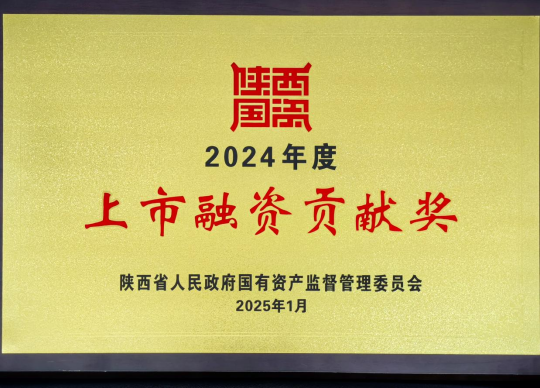 陕西
国资
2024年度
上市融资贡献奖
陕西省人民政府国有资产监督管理委员会
2025年1月